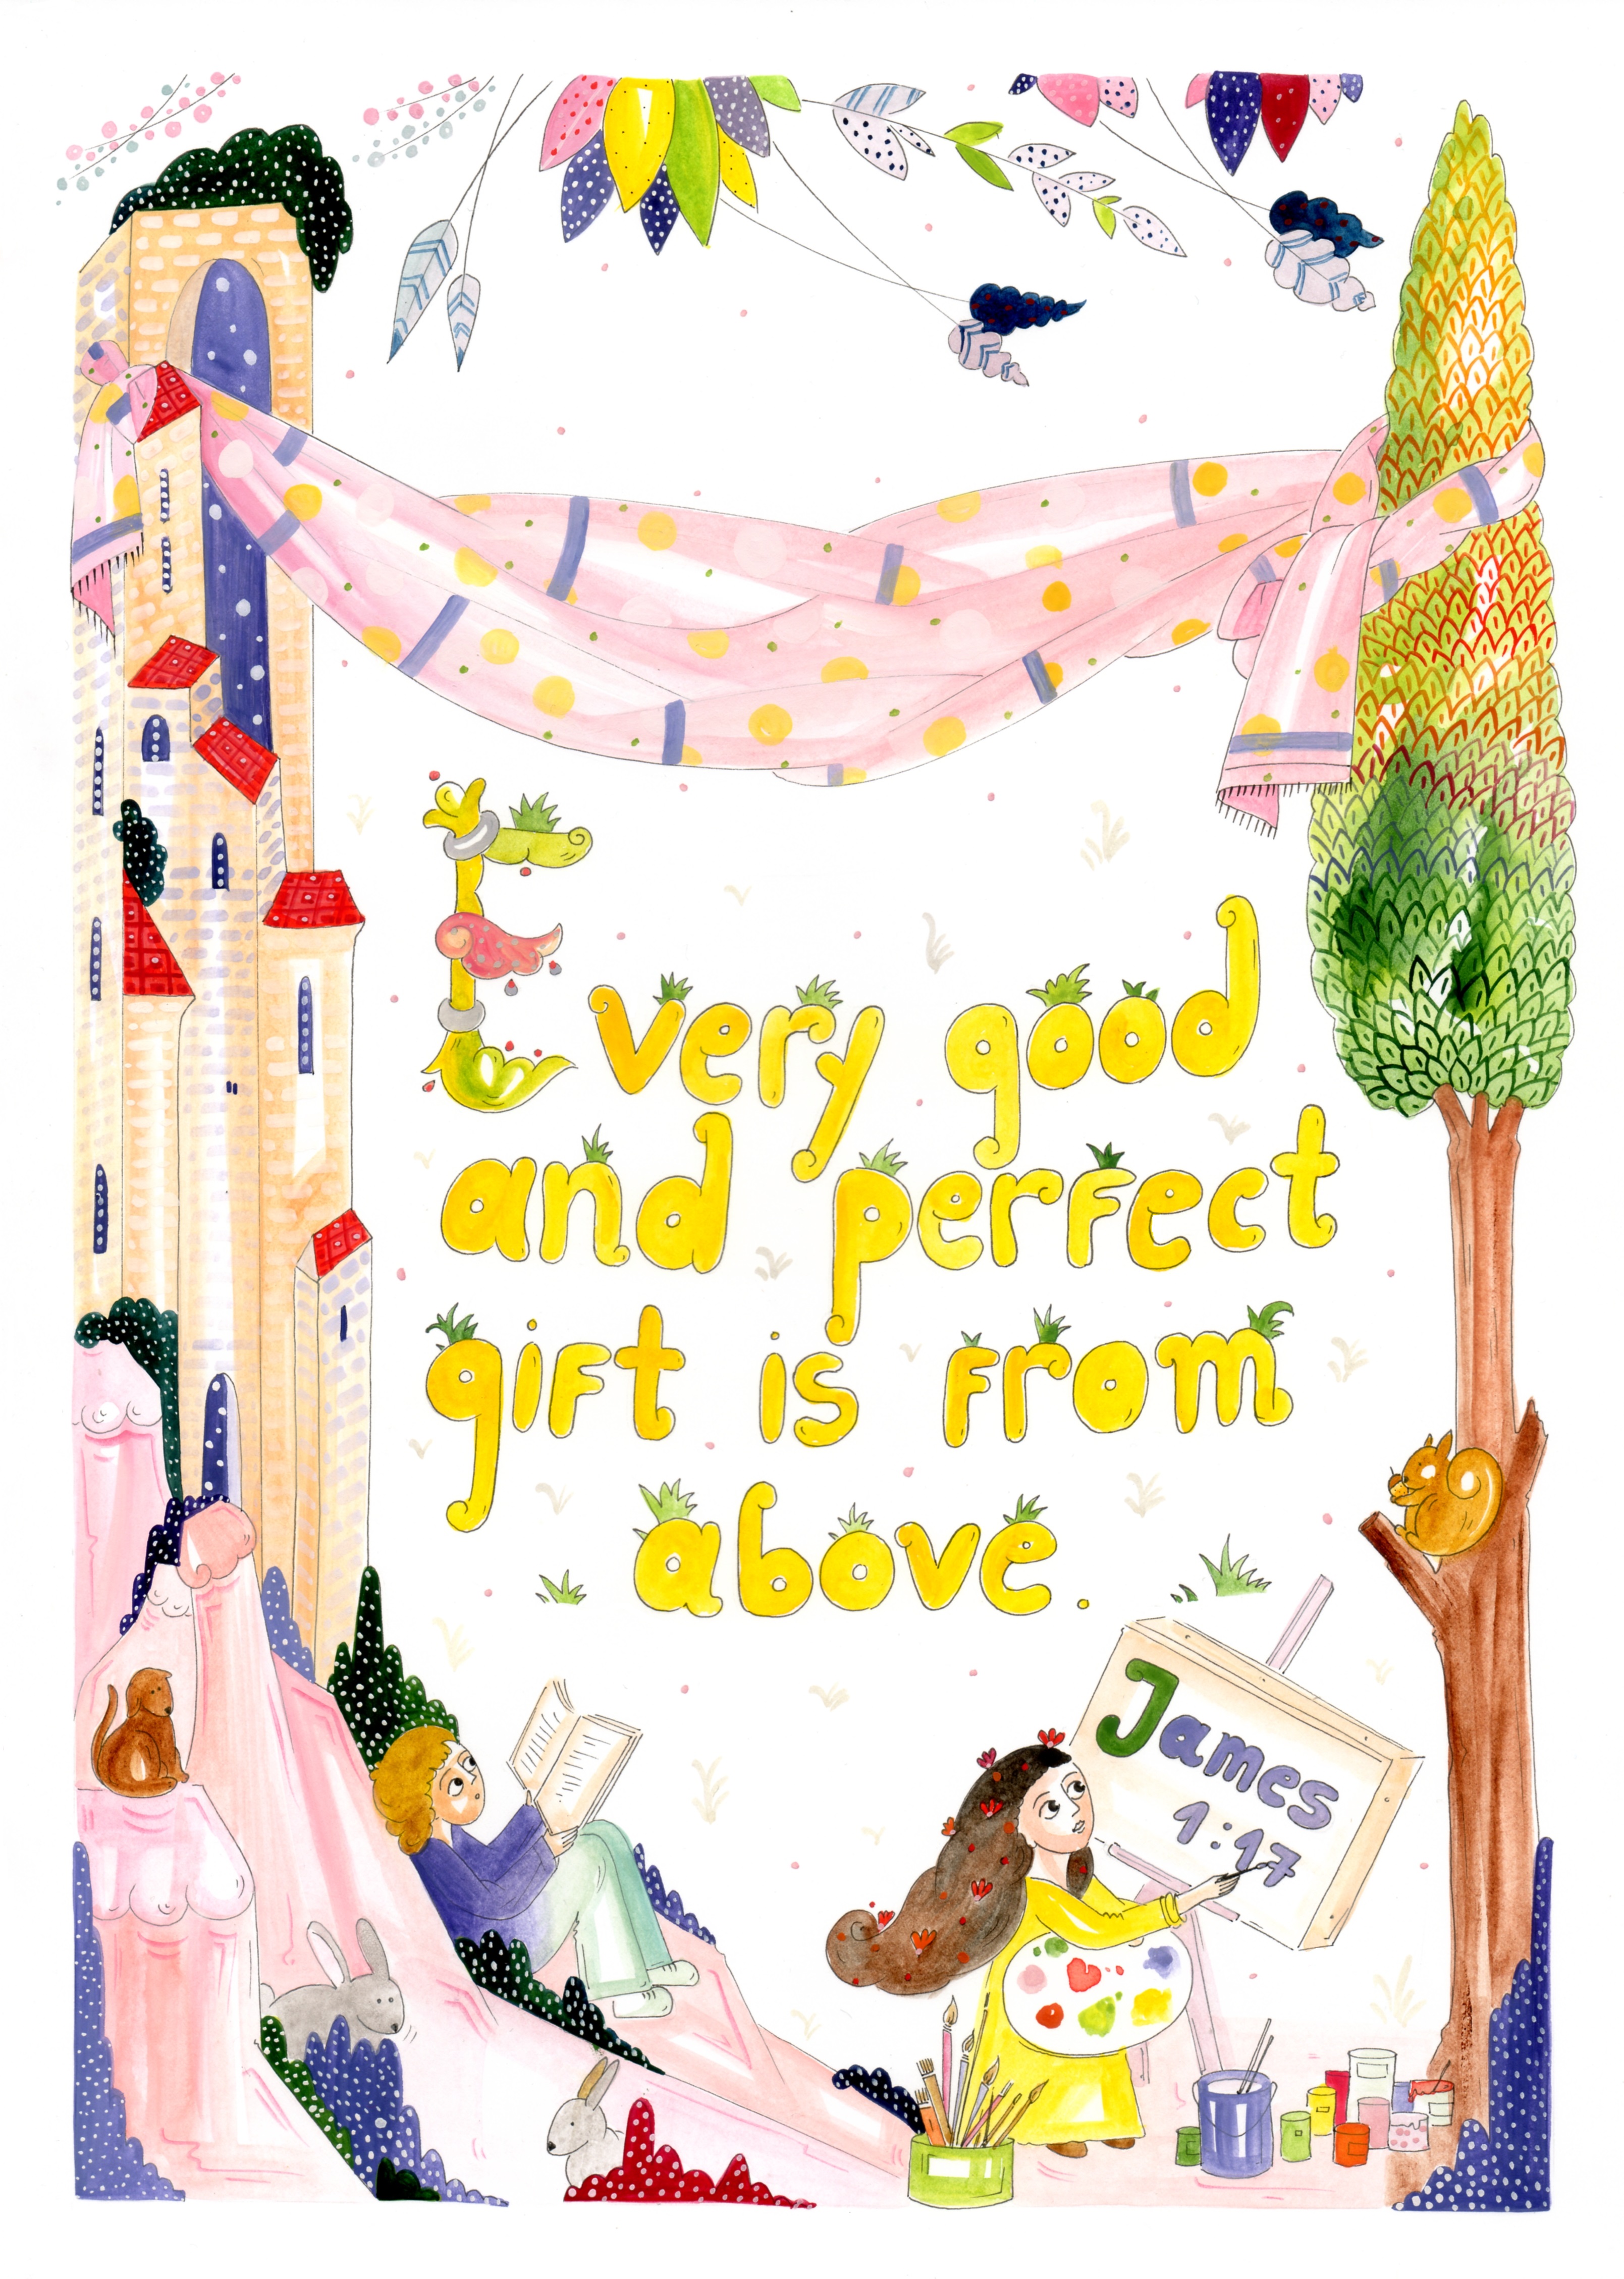 Every good
and perfect
gift is from
above.
James
1:17